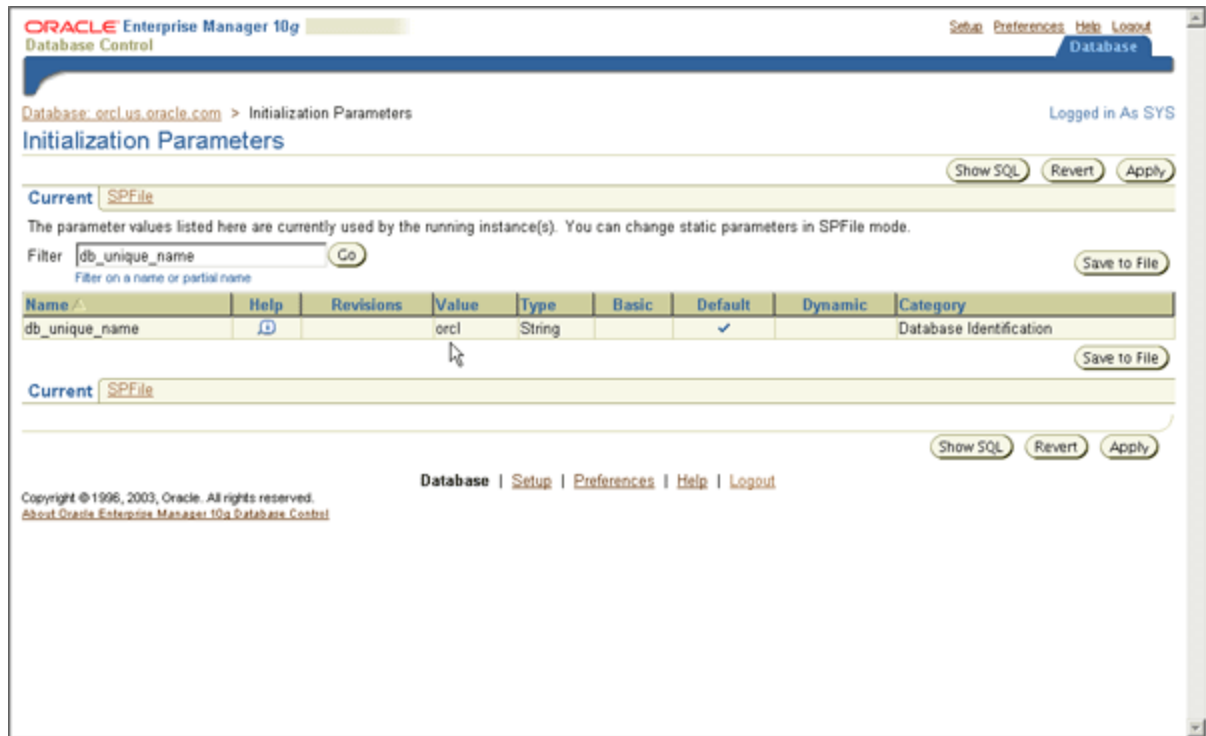 ORACLE Enterprise Manager 10g
Database Control
Setup Preferences Help Logout
Database
Database: orcl.us.oracle.com > Initialization Parameters
Logged in As SYS
Initialization Parameters
Show SQL Revert Apply
Current SPFile
The parameter values listed here are currently used by the running instance(s). You can change static parameters in SPFile mode.
Filter db_unique_name Go
Filter on a name or partial name
Save to File
Name Help Revisions Value Type Basic Default Dynamic Category
db_unique_name orcl String Database Identification
Save to File
Current SPFile
Show SQL Revert Apply
Database | Setup | Preferences | Help | Logout
Copyright © 1996, 2003, Oracle. All rights reserved.
About Oracle Enterprise Manager 10g Database Control